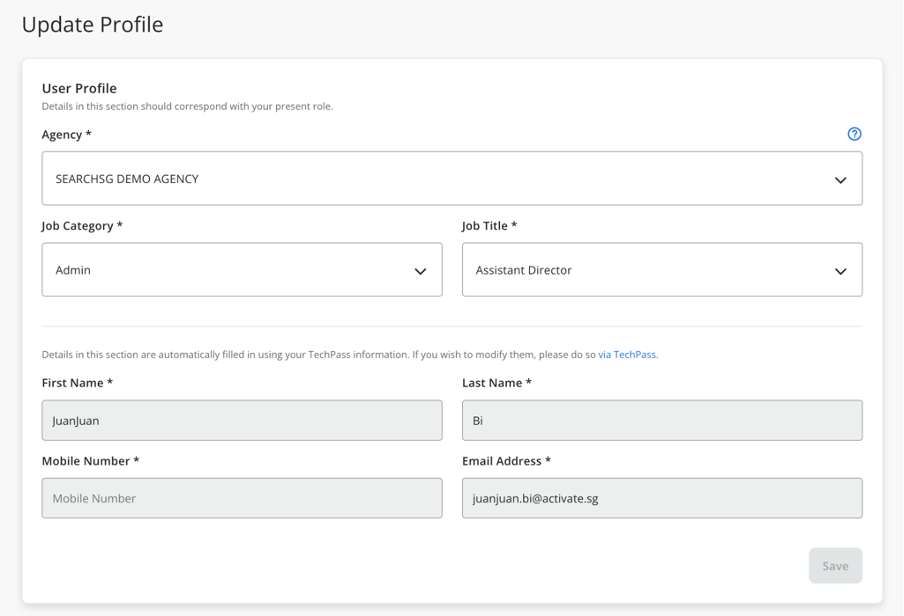 Update Profile
User Profile
Details in this section should correspond with your present role.
Agency *
?
SEARCHSG DEMO AGENCY
Job Category *
Job Title *
Admin
Assistant Director
Details in this section are automatically filled in using your TechPass information. If you wish to modify them, please do so via TechPass.
First Name *
Last Name *
JuanJuan
Bi
Mobile Number *
Email Address *
Mobile Number
juanjuan.bi@activate.sg
Save